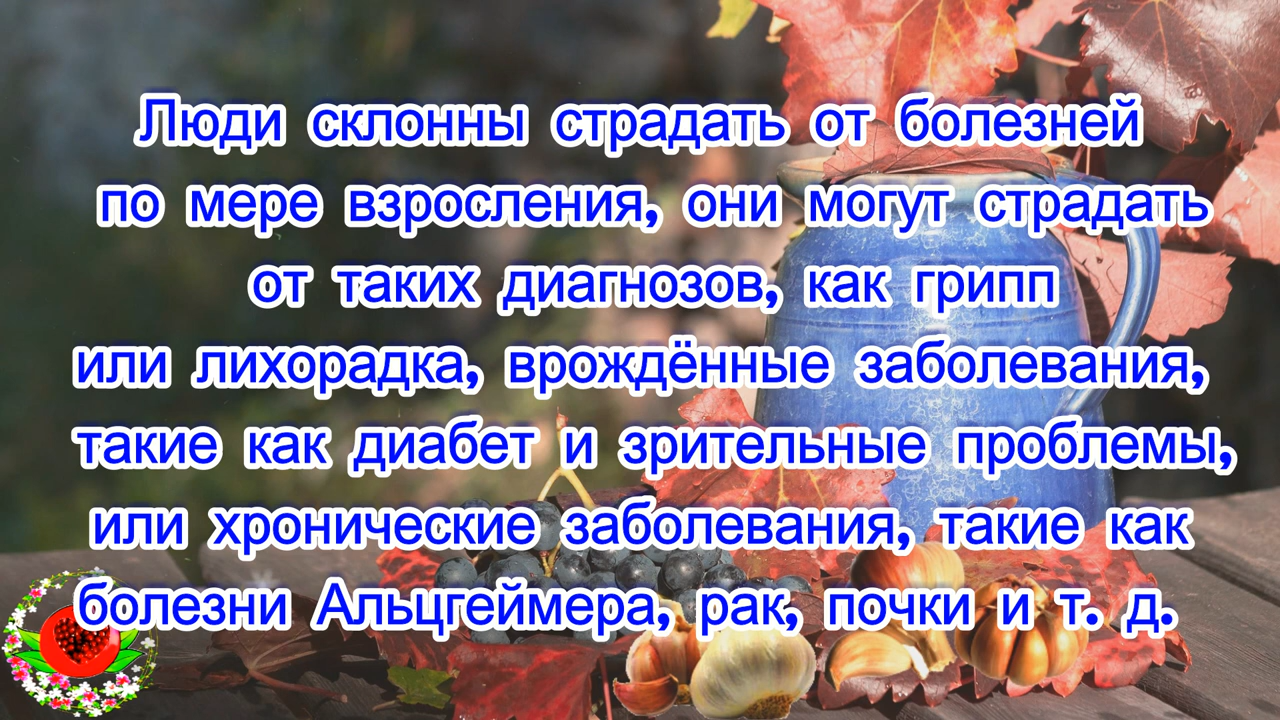 Люди склонны страдать от болезней
по мере взросления, они могут страдать
от таких диагнозов, как грипп
или лихорадка, врождённые заболевания,
такие как диабет и зрительные проблемы,
или хронические заболевания, такие как
болезни Альцгеймера, рак, почки и т. д.